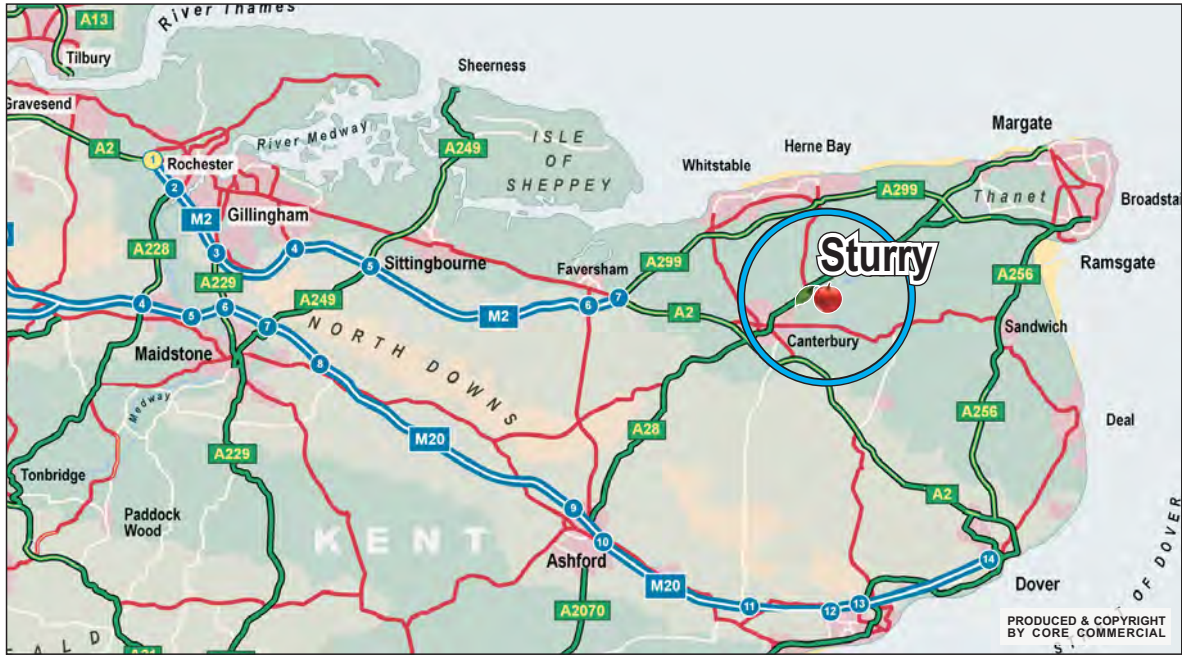 A13
River Thames
Tilbury
Gravesend
A2
1
Rochester
River Medway
Sheerness
ISLE
OF
SHEPPEY
A249
2
M2
Gillingham
3
4
5
Sittingbourne
A228
A229
A249
4
5
6
7
8
Maidstone
NORTH DOWNS
M2
Faversham
6
7
A299
A2
Whitstable
Herne Bay
Margate
A299
Thanet
Broadstai
Ramsgate
Sturry
Canterbury
A256
Sandwich
A256
Deal
A28
M20
Medway
A229
Tonbridge
Paddock
Wood
KENT
9
10
Ashford
M20
A2070
11
12
13
14
A2
Dover
STRAIT OF DOVER
ALD
A21
PRODUCED & COPYRIGHT
BY CORE COMMERCIAL